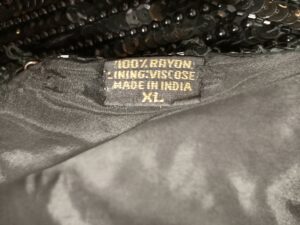 100% RAYON
LINING:VISCOSE
MADE IN INDIA
XL